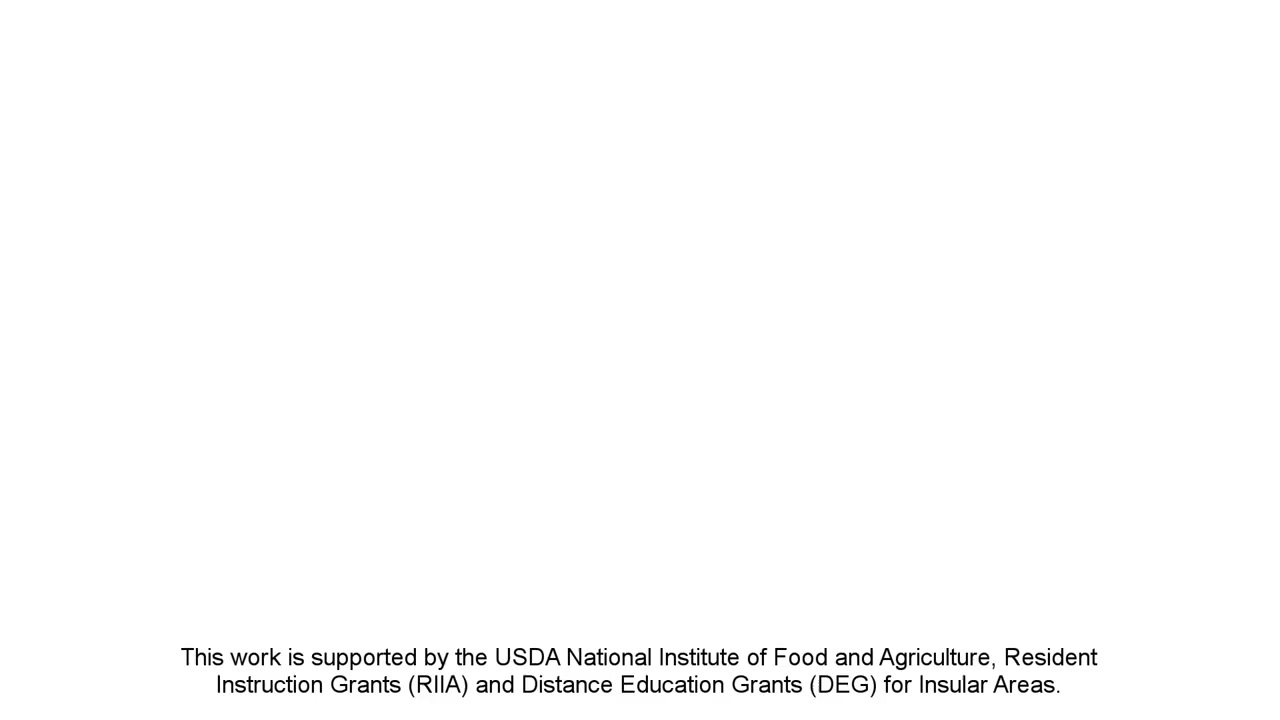 This work is supported by the USDA National Institute of Food and Agriculture, Resident
Instruction Grants (RIIA) and Distance Education Grants (DEG) for Insular Areas.